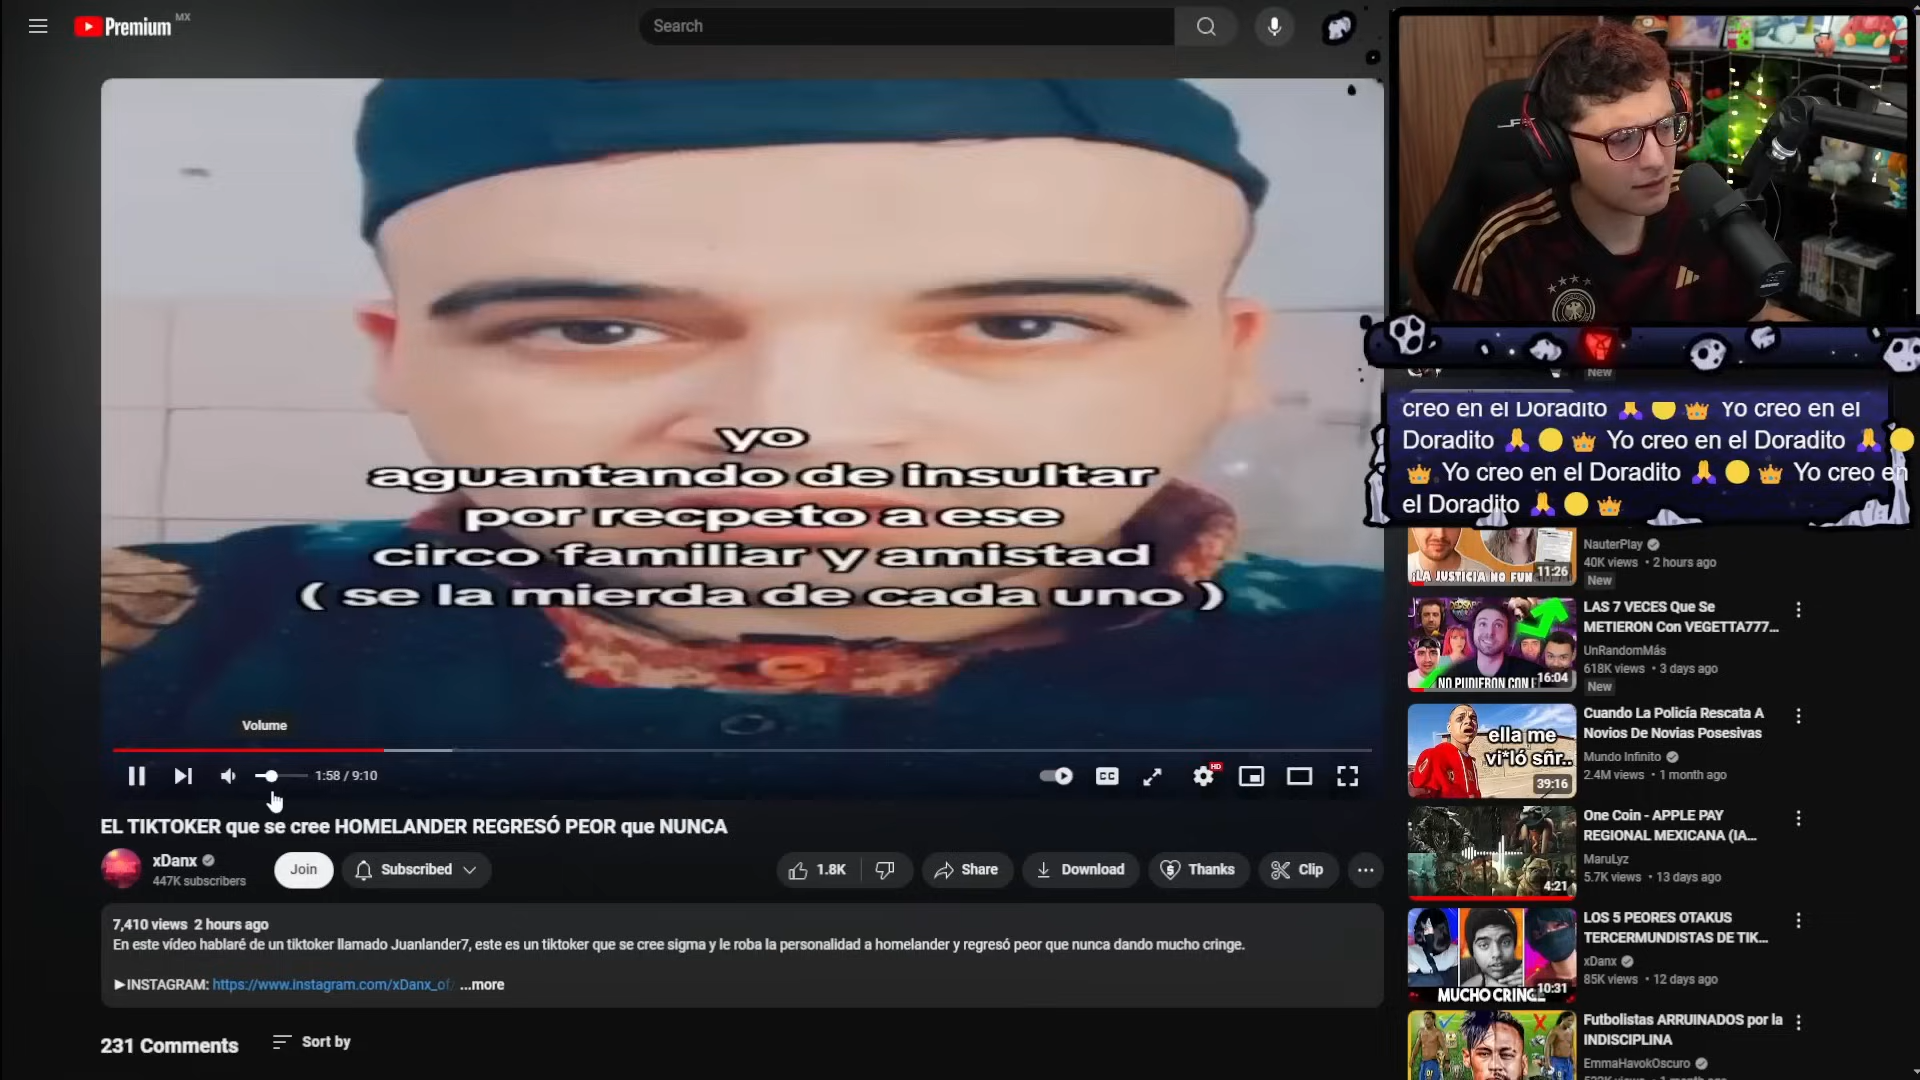 Premium MX
Search
yo
aguantando de insultar
por recpeto a ese
circo familiar y amistad
( se la mierda de cada uno )
Volume
1:58 / 9:10
CC
HD
EL TIKTOKER que se cree HOMELANDER REGRESÓ PEOR que NUNCA
xDanx
447K subscribers
Join
Subscribed
1.8K
Share
Download
Thanks
Clip
7,410 views 2 hours ago
En este vídeo hablaré de un tiktoker llamado Juanlander7, este es un tiktoker que se cree sigma y le roba la personalidad a homelander y regresó peor que nunca dando mucho cringe.
►INSTAGRAM: https://www.instagram.com/xDanx_of/ ...more
231 Comments
Sort by
New
creo en el Doradito 🙏 🟡 👑 Yo creo en el
Doradito 🙏 🟡 👑 Yo creo en el Doradito 🙏 🟡
👑 Yo creo en el Doradito 🙏 🟡 👑 Yo creo en
el Doradito 🙏 🟡 👑
¡LA JUSTICIA NO FUN
11:26
NauterPlay
40K views • 2 hours ago
New
NO PUDIERON CON
16:04
LAS 7 VECES Que Se
METIERON Con VEGETTA777...
UnRandomMás
618K views • 3 days ago
New
ella me
vi*ló sñr..
39:16
Cuando La Policía Rescata A
Novios De Novias Posesivas
Mundo Infinito
2.4M views • 1 month ago
4:21
One Coin - APPLE PAY
REGIONAL MEXICANA (IA...
MaruLyz
5.7K views • 13 days ago
MUCHO CRINGE
10:31
LOS 5 PEORES OTAKUS
TERCERMUNDISTAS DE TIK...
xDanx
85K views • 12 days ago
Futbolistas ARRUINADOS por la
INDISCIPLINA
EmmaHavokOscuro